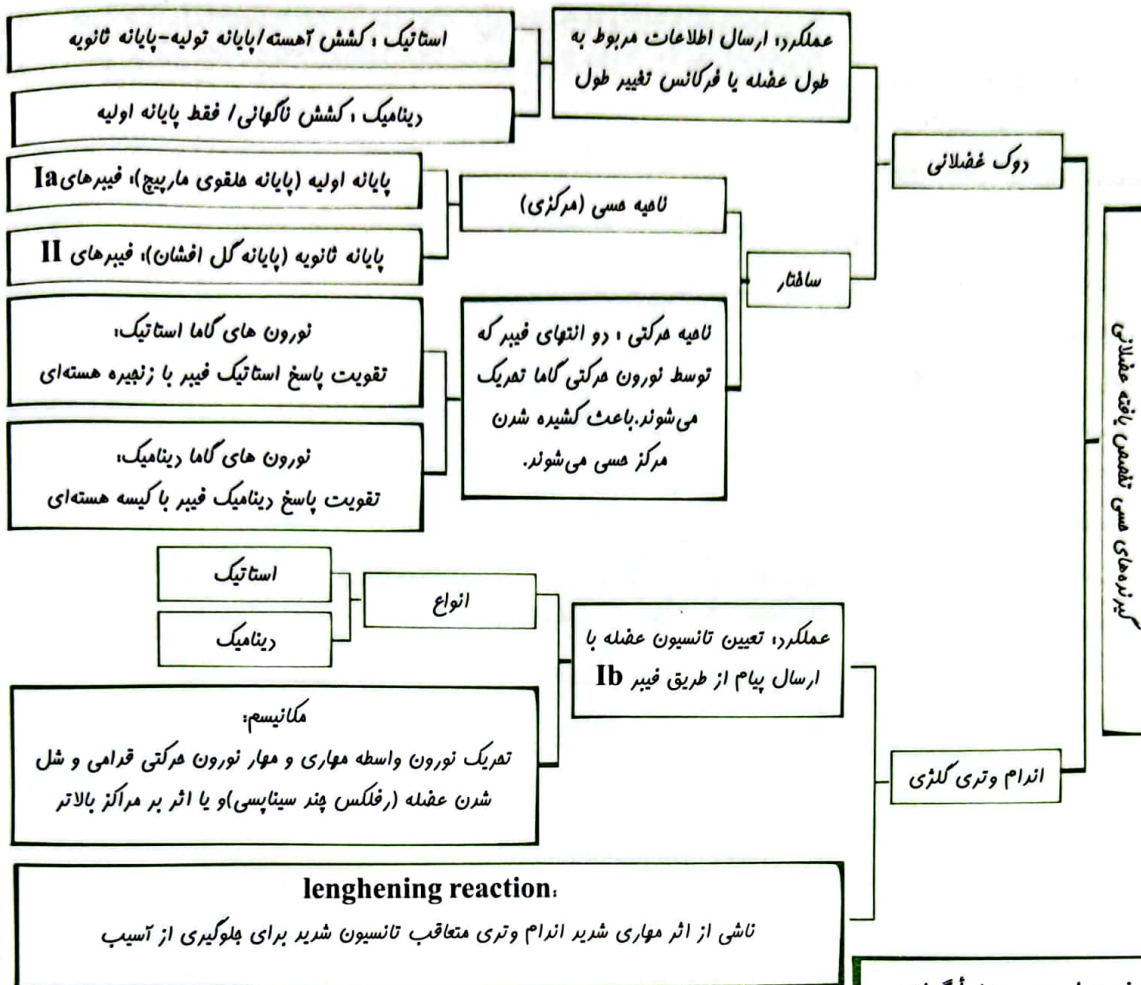 گیرنده‌های حسی تخصص یافته عضلانی
دوک عضلانی
عملکرد: ارسال اطلاعات مربوط به
طول عضله یا فرکانس تغییر طول
استاتیک: کشش آهسته/پایانه تولیه-پایانه ثانویه
دینامیک: کشش ناگهانی/ فقط پایانه اولیه
ساختار
ناحیه حسی (مرکزی)
پایانه اولیه (پایانه حلقوی مارپیچ): فیبرهای Ia
پایانه ثانویه (پایانه گل افشان): فیبرهای II
ناحیه حرکتی: دو انتهای فیبر که
توسط نورون حرکتی گاما تحریک
می‌شوند.باعث کشیده شدن
مرکز حسی می‌شوند.
نورون های گاما استاتیک:
تقویت پاسخ استاتیک فیبر با زنجیره هسته‌ای
نورون های گاما دینامیک:
تقویت پاسخ دینامیک فیبر با کیسه هسته‌ای
اندام وتری گلژی
عملکرد: تعیین تانسیون عضله با
ارسال پیام از طریق فیبر Ib
انواع
استاتیک
دینامیک
مکانیسم:
تحریک نورون واسطه مهاری و مهار نورون حرکتی قدامی و شل
شدن عضله (رفلکس چند سیناپسی)و یا اثر بر مراکز بالاتر
lenghening reaction:
ناشی از اثر مهاری شدید اندام وتری متعاقب تانسیون شدید برای جلوگیری از آسیب